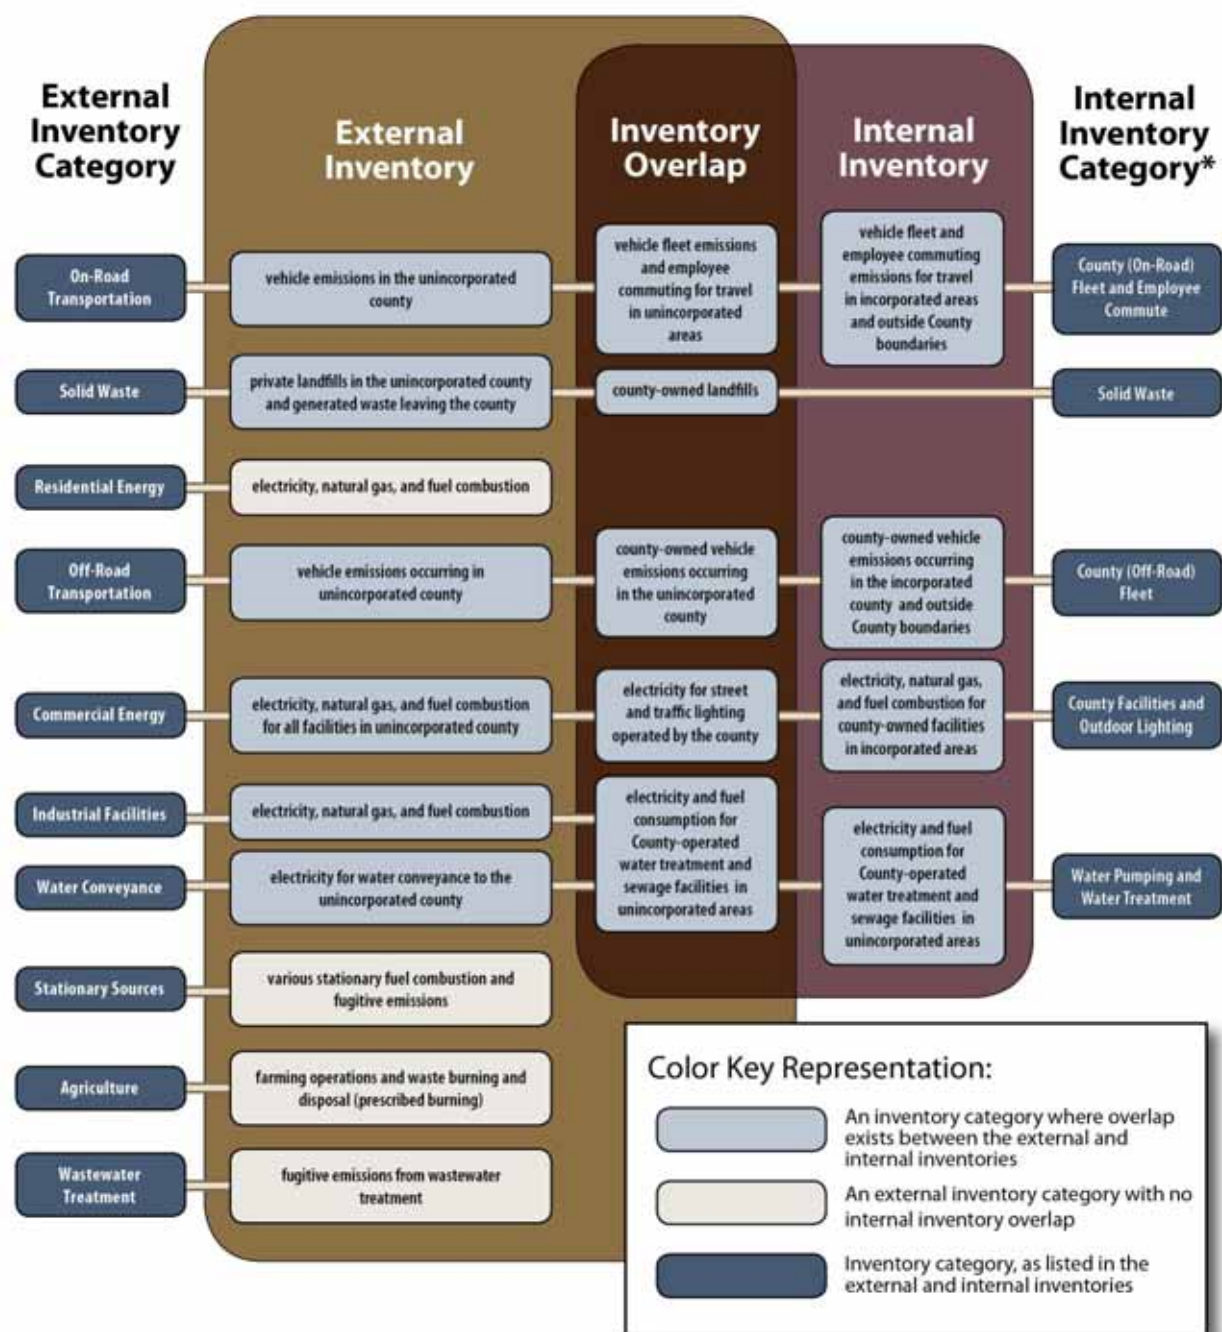 External
Inventory
Category
External
Inventory
Inventory
Overlap
Internal
Inventory
Internal
Inventory
Category*
On-Road
Transportation
vehicle emissions in the unincorporated
county
vehicle fleet emissions
and employee
commuting for travel
in unincorporated
areas
vehicle fleet and
employee commuting
emissions for travel
in incorporated areas
and outside County
boundaries
County (On-Road)
Fleet and Employee
Commute
Solid Waste
private landfills in the unincorporated county
and generated waste leaving the county
county-owned landfills
Solid Waste
Residential Energy
electricity, natural gas, and fuel combustion
Off-Road
Transportation
vehicle emissions occurring in
unincorporated county
county-owned vehicle
emissions occurring
in the unincorporated
county
county-owned vehicle
emissions occurring
in the incorporated
county and outside
County boundaries
County (Off-Road)
Fleet
Commercial Energy
electricity, natural gas, and fuel combustion
for all facilities in unincorporated county
electricity for street
and traffic lighting
operated by the county
electricity, natural gas,
and fuel combustion for
county-owned facilities
in incorporated areas
County Facilities and
Outdoor Lighting
Industrial Facilities
electricity, natural gas, and fuel combustion
electricity and fuel
consumption for
County-operated
water treatment and
sewage facilities in
unincorporated areas
electricity and fuel
consumption for
County-operated
water treatment and
sewage facilities in
unincorporated areas
Water Conveyance
electricity for water conveyance to the
unincorporated county
Water Pumping and
Water Treatment
Stationary Sources
various stationary fuel combustion and
fugitive emissions
Agriculture
farming operations and waste burning and
disposal (prescribed burning)
Wastewater
Treatment
fugitive emissions from wastewater
treatment
Color Key Representation:
An inventory category where overlap
exists between the external and
internal inventories
An external inventory category with no
internal inventory overlap
Inventory category, as listed in the
external and internal inventories